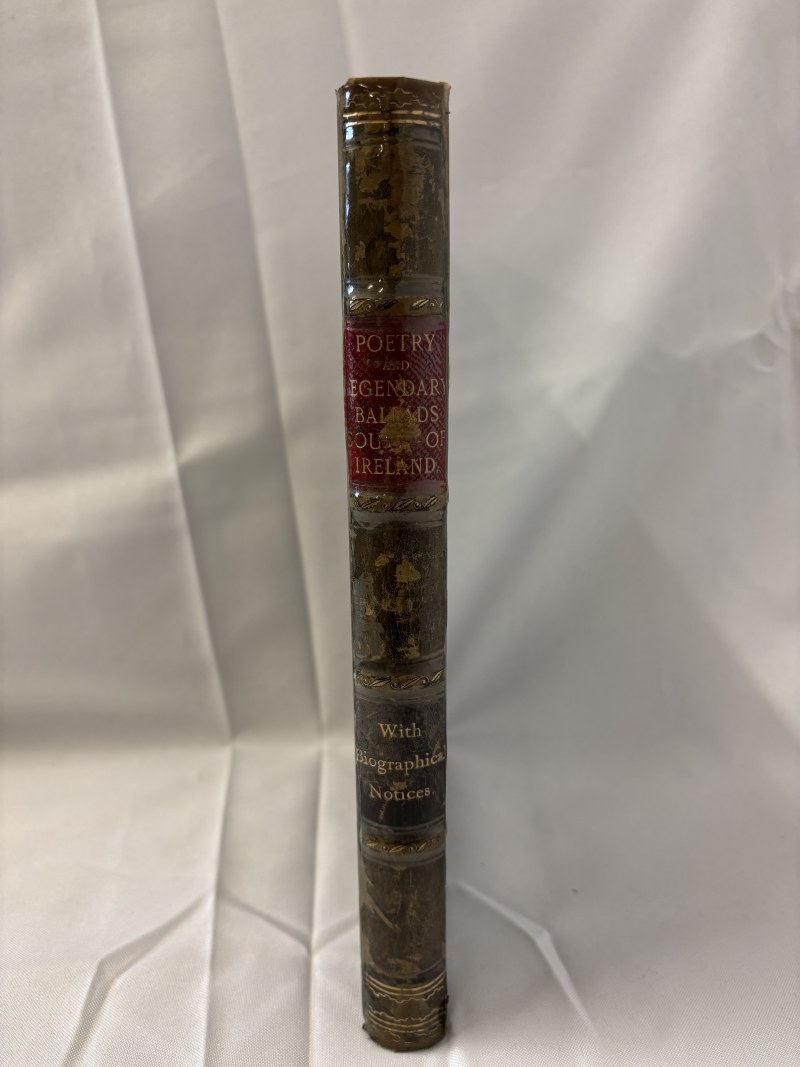 POETRY
AND
LEGENDARY
BALLADS
SOUTH OF
IRELAND.
With
Biographical
Notices.